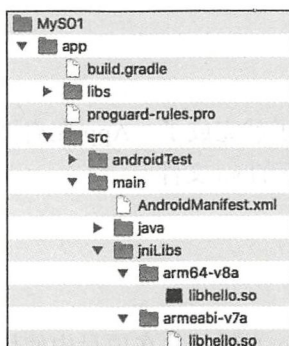 MyS01
app
build.gradle
libs
proguard-rules.pro
src
androidTest
main
AndroidManifest.xml
java
jniLibs
arm64-v8a
libhello.so
armeabi-v7a
libhello.so